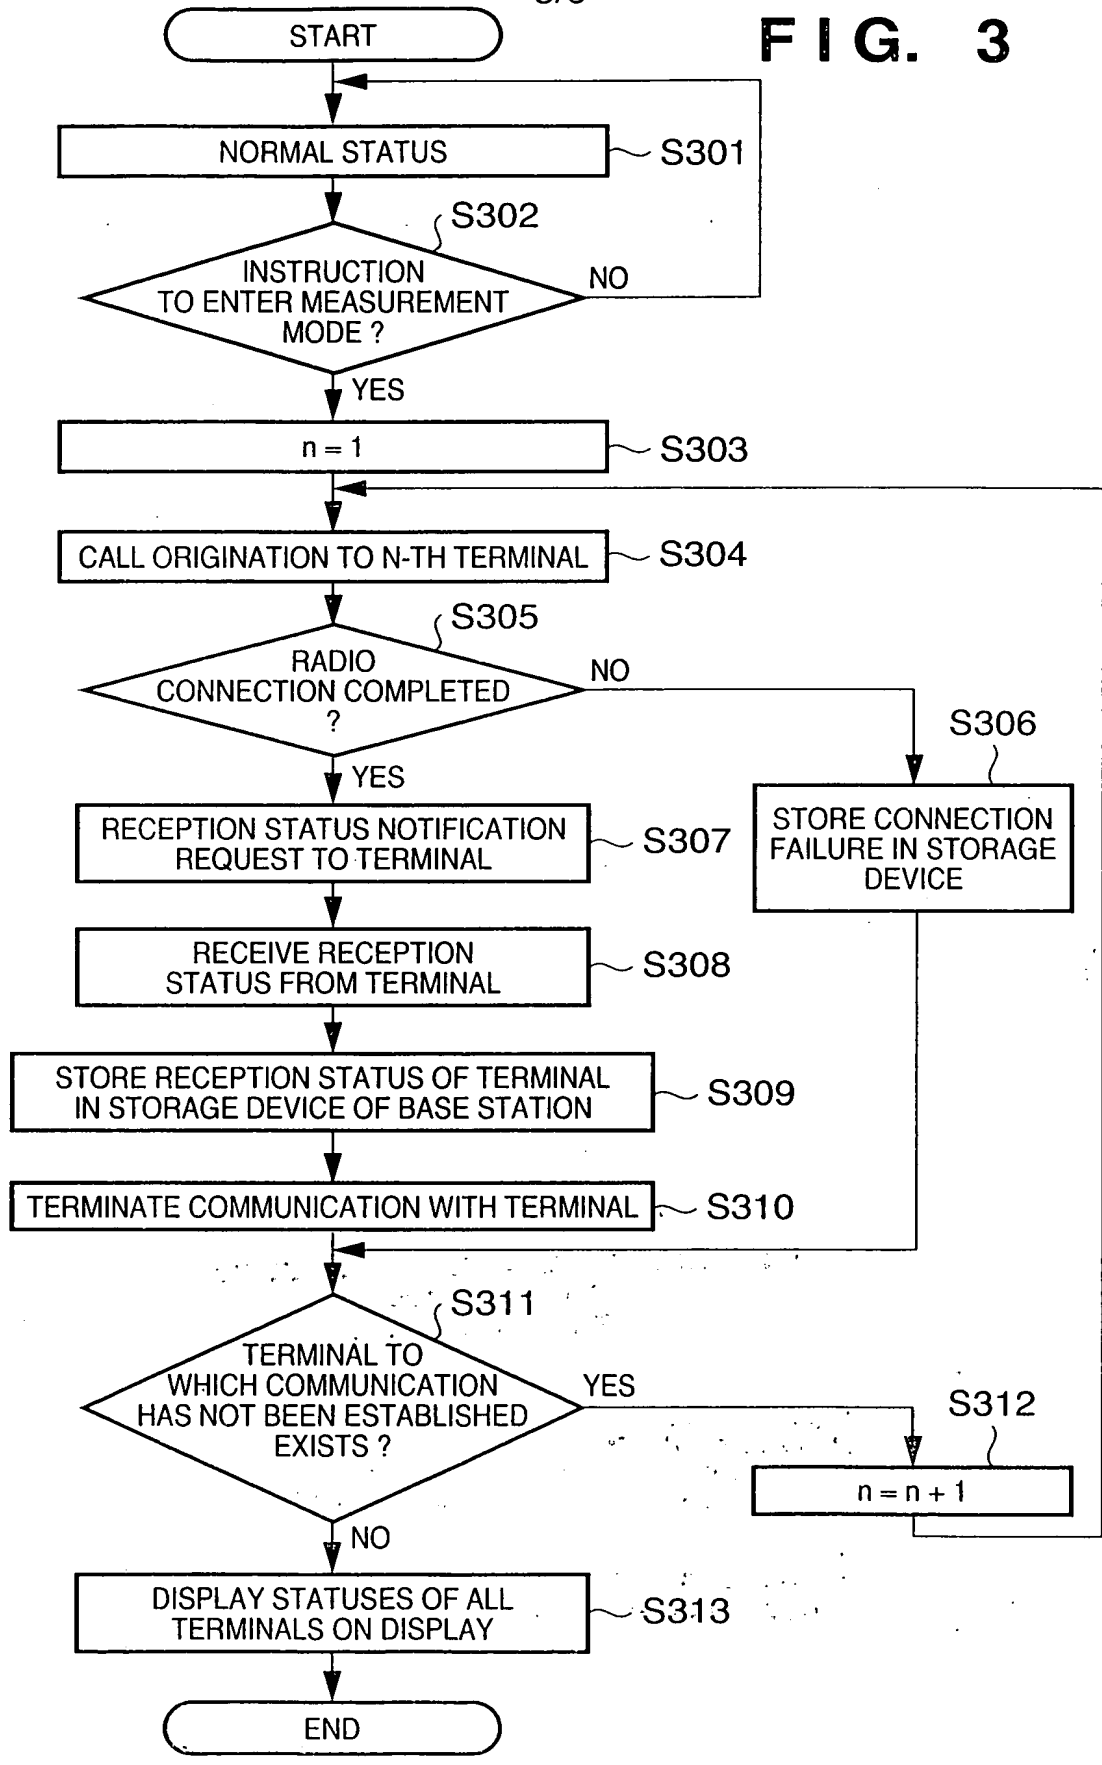 START
FIG. 3
NORMAL STATUS
S301
S302
INSTRUCTION
TO ENTER MEASUREMENT
MODE ?
NO
YES
n = 1
S303
CALL ORIGINATION TO N-TH TERMINAL
S304
S305
RADIO
CONNECTION COMPLETED
?
NO
YES
S306
STORE CONNECTION
FAILURE IN STORAGE
DEVICE
RECEPTION STATUS NOTIFICATION
REQUEST TO TERMINAL
S307
RECEIVE RECEPTION
STATUS FROM TERMINAL
S308
STORE RECEPTION STATUS OF TERMINAL
IN STORAGE DEVICE OF BASE STATION
S309
TERMINATE COMMUNICATION WITH TERMINAL
S310
S311
TERMINAL TO
WHICH COMMUNICATION
HAS NOT BEEN ESTABLISHED
EXISTS ?
YES
S312
n = n + 1
NO
DISPLAY STATUSES OF ALL
TERMINALS ON DISPLAY
S313
END